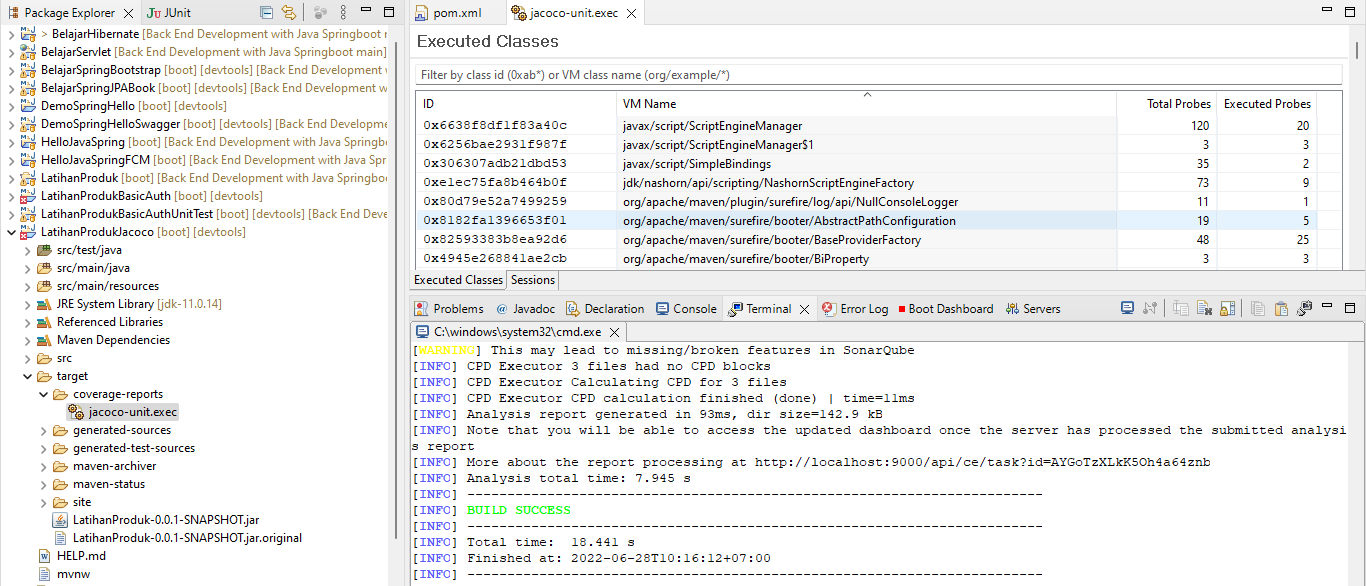 Package Explorer
JUnit
> BelajarHibernate [Back End Development with Java Springboot r
BelajarServlet [Back End Development with Java Springboot main]
BelajarSpringBootstrap [boot] [devtools] [Back End Development v
BelajarSpringJPABook [boot] [devtools] [Back End Development w
DemoSpringHello [boot] [devtools]
DemoSpringHelloSwagger [boot] [devtools] [Back End Developme
HelloJavaSpring [boot] [devtools] [Back End Development with Ja
HelloJavaSpringFCM [boot] [devtools] [Back End Development with Java Spr
LatihanProduk [boot] [devtools] [Back End Development with Java Springboo
LatihanProdukBasicAuth [boot] [devtools]
LatihanProdukBasicAuthUnitTest [boot] [devtools] [Back End Deve
LatihanProdukJacoco [boot] [devtools]
src/test/java
src/main/java
src/main/resources
JRE System Library [jdk-11.0.14]
Referenced Libraries
Maven Dependencies
src
target
coverage-reports
jacoco-unit.exec
generated-sources
generated-test-sources
maven-archiver
maven-status
site
LatihanProduk-0.0.1-SNAPSHOT.jar
LatihanProduk-0.0.1-SNAPSHOT.jar.original
HELP.md
mvnw
pom.xml
jacoco-unit.exec
Executed Classes
Filter by class id (0xab*) or VM class name (org/example/*)
ID VM Name Total Probes Executed Probes
0x6638f8df1f83a40c javax/script/ScriptEngineManager 120 20
0x6256bae2931f987f javax/script/ScriptEngineManager$1 3 3
0x306307adb21dbd53 javax/script/SimpleBindings 35 2
0xe1ec75fa8b464b0f jdk/nashorn/api/scripting/NashornScriptEngineFactory 73 9
0x80d79e52a7499259 org/apache/maven/plugin/surefire/log/api/NullConsoleLogger 11 1
0x8182fa1396653f01 org/apache/maven/surefire/booter/AbstractPathConfiguration 19 5
0x82593383b8ea92d6 org/apache/maven/surefire/booter/BaseProviderFactory 48 25
0x4945e268841ae2cb org/apache/maven/surefire/booter/BiProperty 3 3
Executed Classes Sessions
Problems @ Javadoc Declaration Console Terminal Error Log Boot Dashboard Servers
C:\windows\system32\cmd.exe
[WARNING] This may lead to missing/broken features in SonarQube
[INFO] CPD Executor 3 files had no CPD blocks
[INFO] CPD Executor Calculating CPD for 3 files
[INFO] CPD Executor CPD calculation finished (done) | time=11ms
[INFO] Analysis report generated in 93ms, dir size=142.9 kB
[INFO] Note that you will be able to access the updated dashboard once the server has processed the submitted analysi
s report
[INFO] More about the report processing at http://localhost:9000/api/ce/task?id=AYGoTzXLkK5Oh4a64znb
[INFO] Analysis total time: 7.945 s
[INFO] ------------------------------------------------------------------------
[INFO] BUILD SUCCESS
[INFO] ------------------------------------------------------------------------
[INFO] Total time:  18.441 s
[INFO] Finished at: 2022-06-28T10:16:12+07:00
[INFO] ------------------------------------------------------------------------